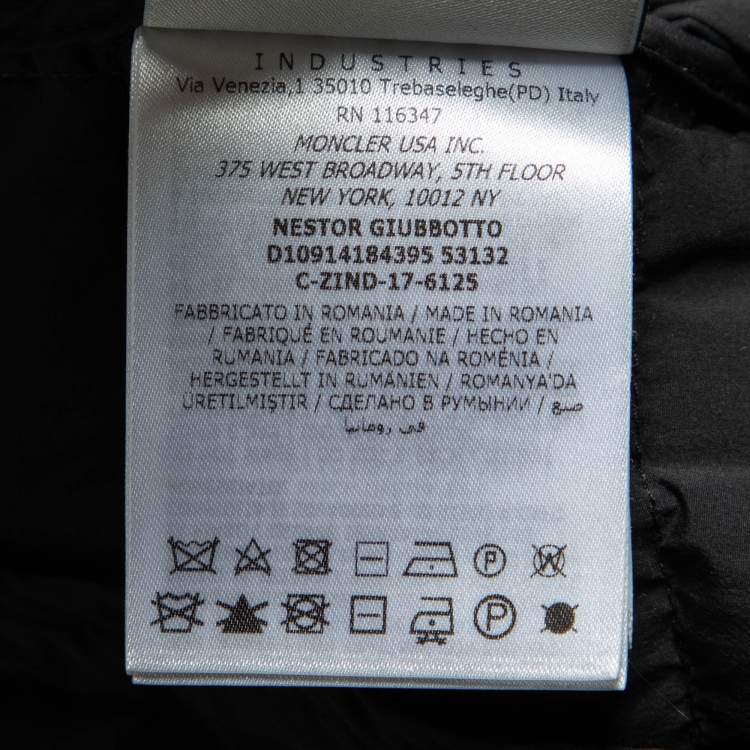 INDUSTRIES
Via Venezia,1 35010 Trebaseleghe(PD) Italy
RN 116347
MONCLER USA INC.
375 WEST BROADWAY, 5TH FLOOR
NEW YORK, 10012 NY
NESTOR GIUBBOTTO
D10914184395 53132
C-ZIND-17-6125
FABBRICATO IN ROMANIA / MADE IN ROMANIA
/ FABRIQUÉ EN ROUMANIE / HECHO EN
RUMANIA / FABRICADO NA ROMÉNIA /
HERGESTELLT IN RUMÄNIEN / ROMANYA'DA
ÜRETILMIŞTIR / СДЕЛАНО В РУМЫНИИ / صنع
في رومانيا
P W
P